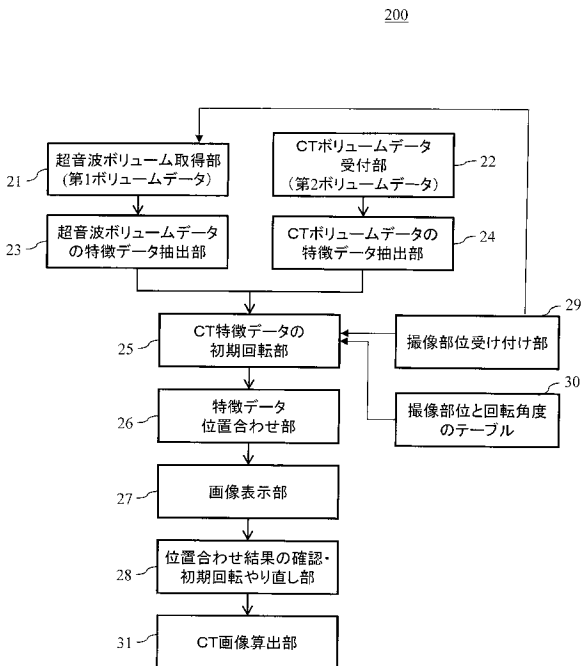 200
超音波ボリューム取得部
(第1ボリュームデータ)
21
CTボリュームデータ
受付部
(第2ボリュームデータ)
22
超音波ボリュームデータ
の特徴データ抽出部
23
CTボリュームデータの
特徴データ抽出部
24
CT特徴データの
初期回転部
25
撮像部位受け付け部
29
特徴データ
位置合わせ部
26
撮像部位と回転角度
のテーブル
30
画像表示部
27
位置合わせ結果の確認・
初期回転やり直し部
28
CT画像算出部
31